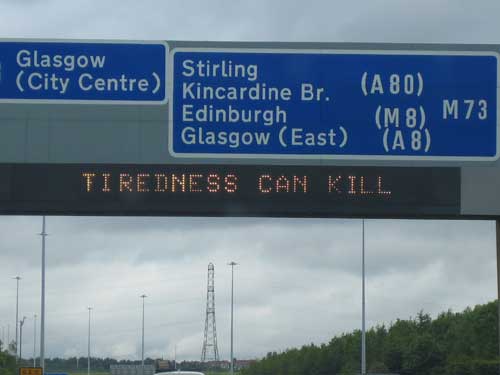 Glasgow
(City Centre)
Stirling (A80)
Kincardine Br.
Edinburgh (M8) M73
Glasgow (East) (A8)
TIREDNESS CAN KILL